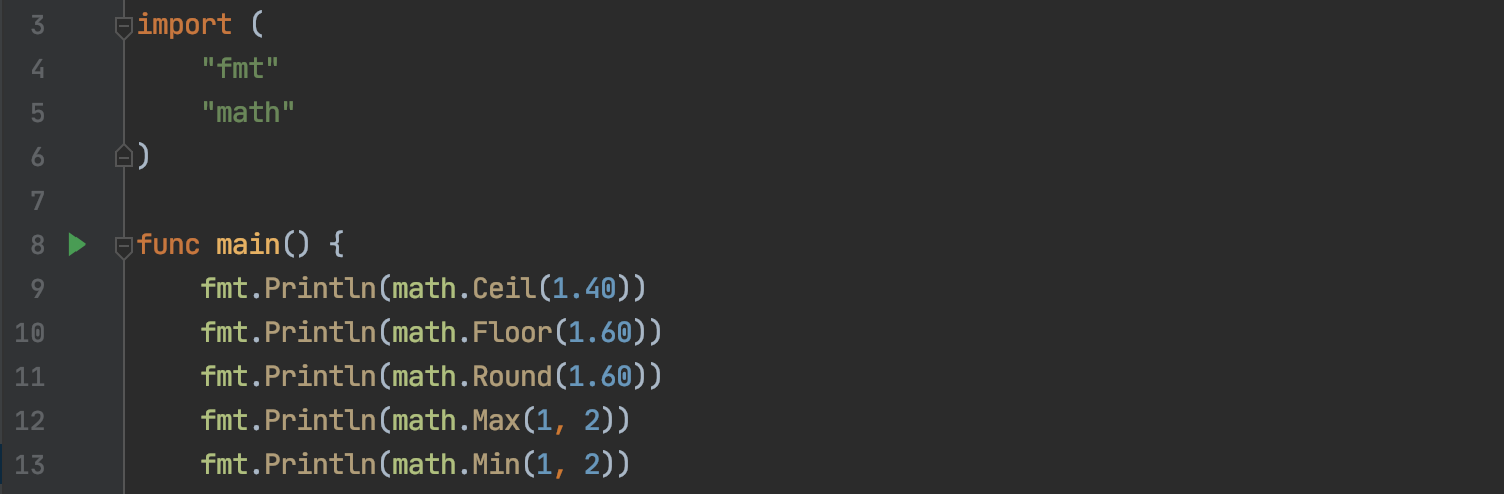 3 import (
4     "fmt"
5     "math"
6 )
7
8 func main() {
9     fmt.Println(math.Ceil(1.40))
10     fmt.Println(math.Floor(1.60))
11     fmt.Println(math.Round(1.60))
12     fmt.Println(math.Max(1, 2))
13     fmt.Println(math.Min(1, 2))